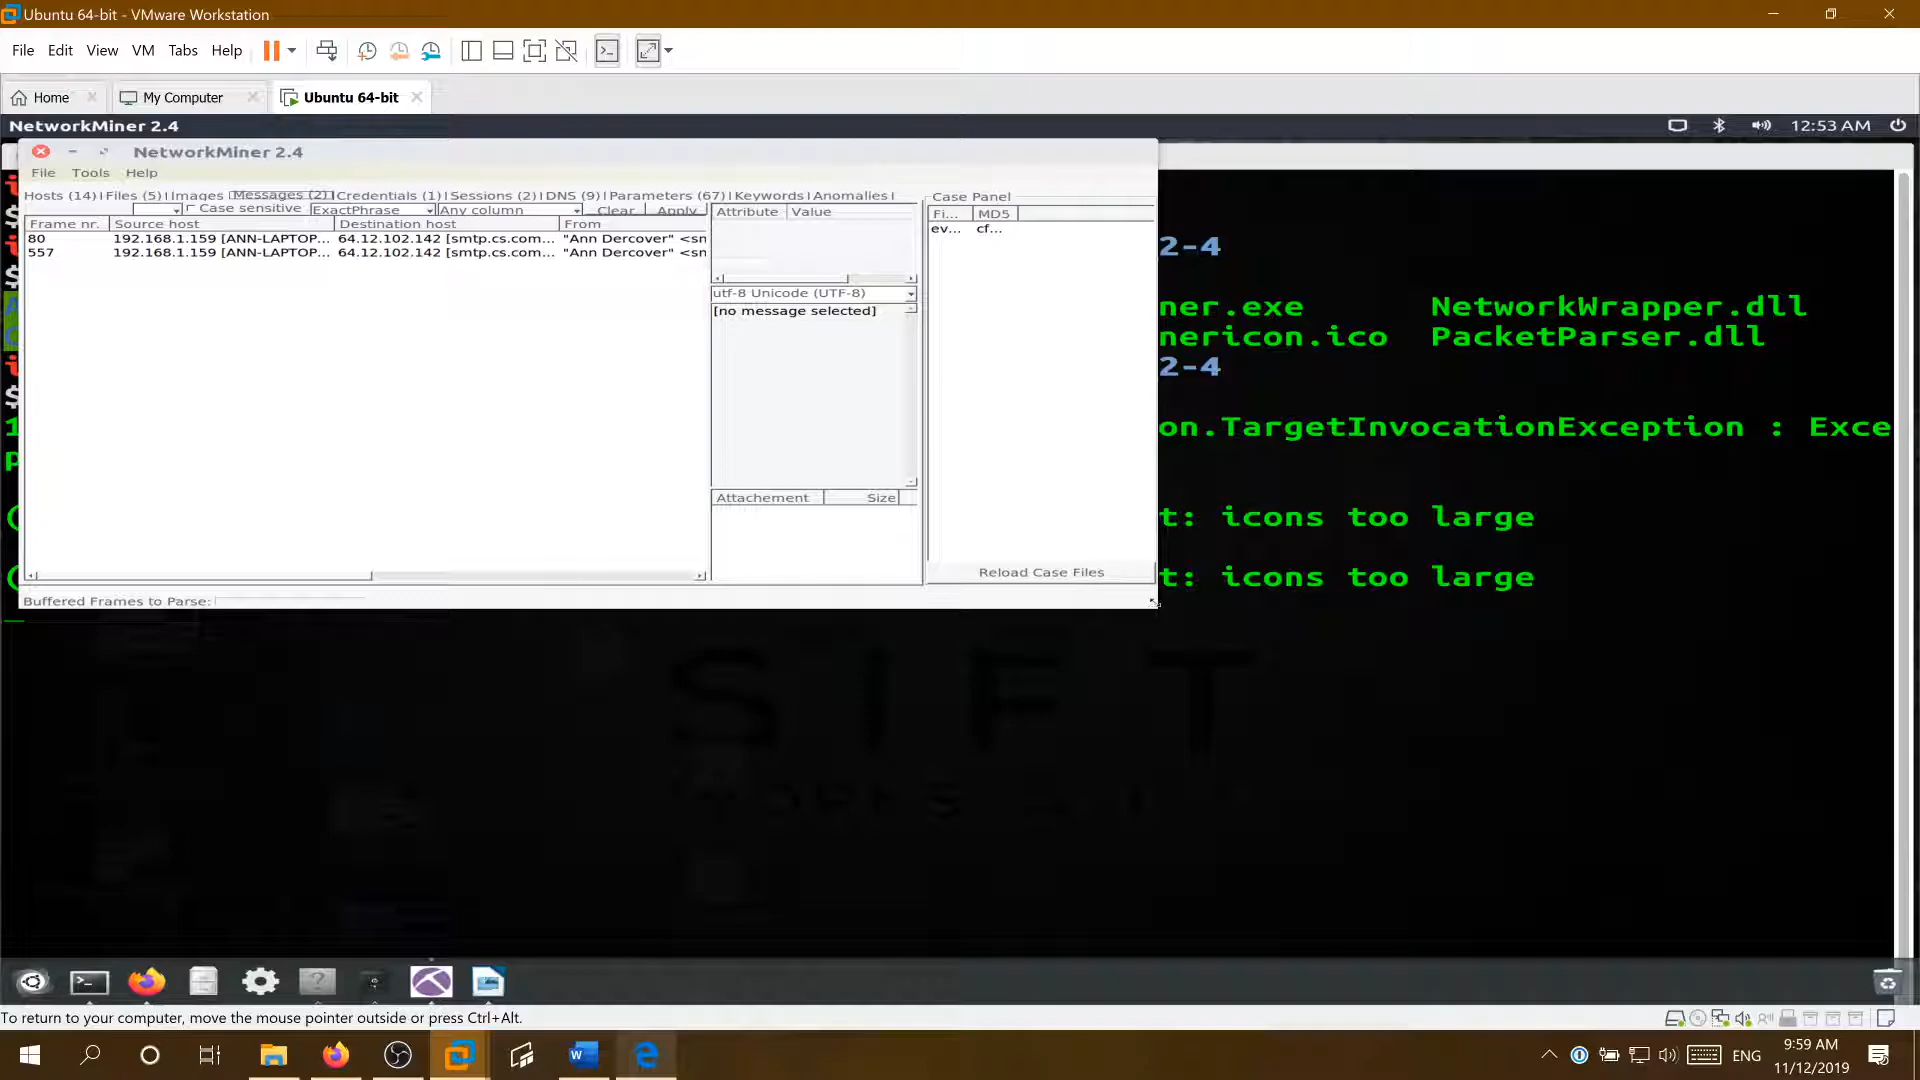 Ubuntu 64-bit - VMware Workstation
File Edit View VM Tabs Help
Home My Computer Ubuntu 64-bit
NetworkMiner 2.4 12:53 AM
NetworkMiner 2.4
File Tools Help
Hosts (14) Files (5) Images Messages (2) Credentials (1) Sessions (2) DNS (9) Parameters (67) Keywords Anomalies
Case sensitive ExactPhrase Any column Clear Apply
Frame nr. Source host Destination host From
80 192.168.1.159 [ANN-LAPTOP... 64.12.102.142 [smtp.cs.com... "Ann Dercover" <sn
557 192.168.1.159 [ANN-LAPTOP... 64.12.102.142 [smtp.cs.com... "Ann Dercover" <sn
Attribute Value
utf-8 Unicode (UTF-8)
[no message selected]
Attachement Size
Case Panel
Fi... MD5
ev... cf...
Reload Case Files
Buffered Frames to Parse:
2-4
ner.exe NetworkWrapper.dll
nericon.ico PacketParser.dll
2-4
on.TargetInvocationException : Exce
t: icons too large
t: icons too large
SIFT
To return to your computer, move the mouse pointer outside or press Ctrl+Alt.
ENG
9:59 AM
11/12/2019